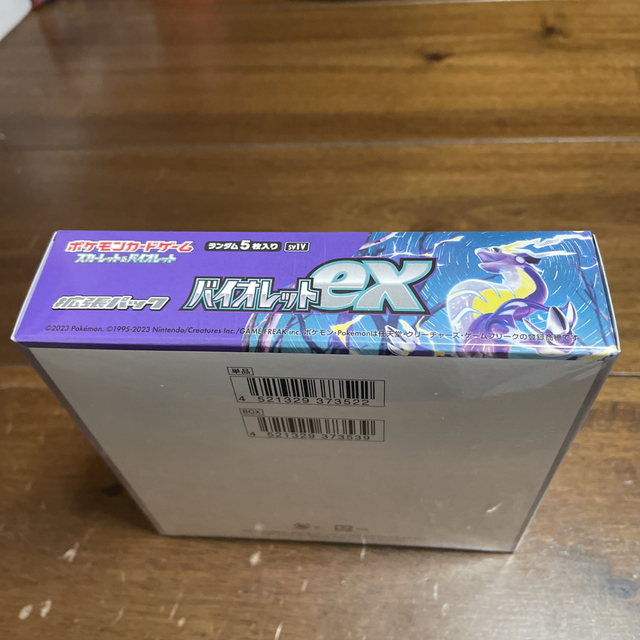 ポケモンカードゲーム
スカーレット&バイオレット
ランダム5枚入り sv1V
拡張パック
バイオレットex
©2023 Pokémon. ©1995-2023 Nintendo/Creatures Inc./GAME FREAK inc. ポケモン・Pokémonは任天堂・クリーチャーズ・ゲームフリークの登録商標です。
単品
4 521329 373522
BOX
4 521329 373539